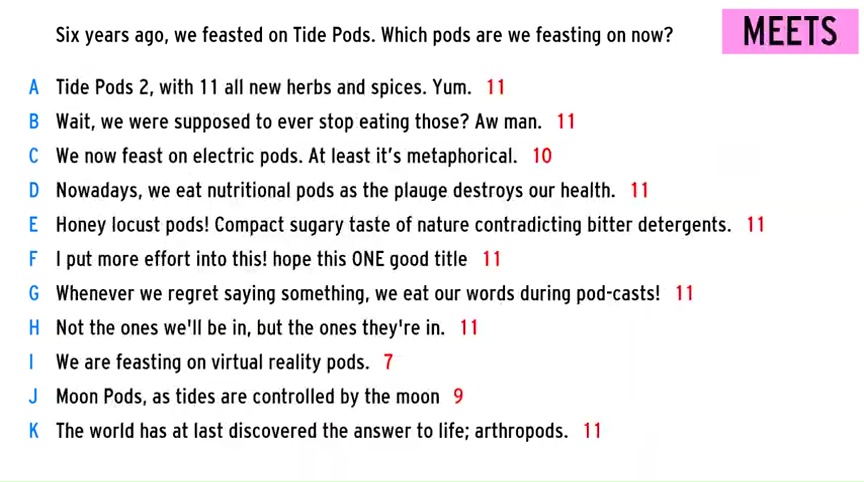 Six years ago, we feasted on Tide Pods. Which pods are we feasting on now?
MEETS
A Tide Pods 2, with 11 all new herbs and spices. Yum. 11
B Wait, we were supposed to ever stop eating those? Aw man. 11
C We now feast on electric pods. At least it's metaphorical. 10
D Nowadays, we eat nutritional pods as the plauge destroys our health. 11
E Honey locust pods! Compact sugary taste of nature contradicting bitter detergents. 11
F I put more effort into this! hope this ONE good title 11
G Whenever we regret saying something, we eat our words during pod-casts! 11
H Not the ones we'll be in, but the ones they're in. 11
I We are feasting on virtual reality pods. 7
J Moon Pods, as tides are controlled by the moon 9
K The world has at last discovered the answer to life; arthropods. 11